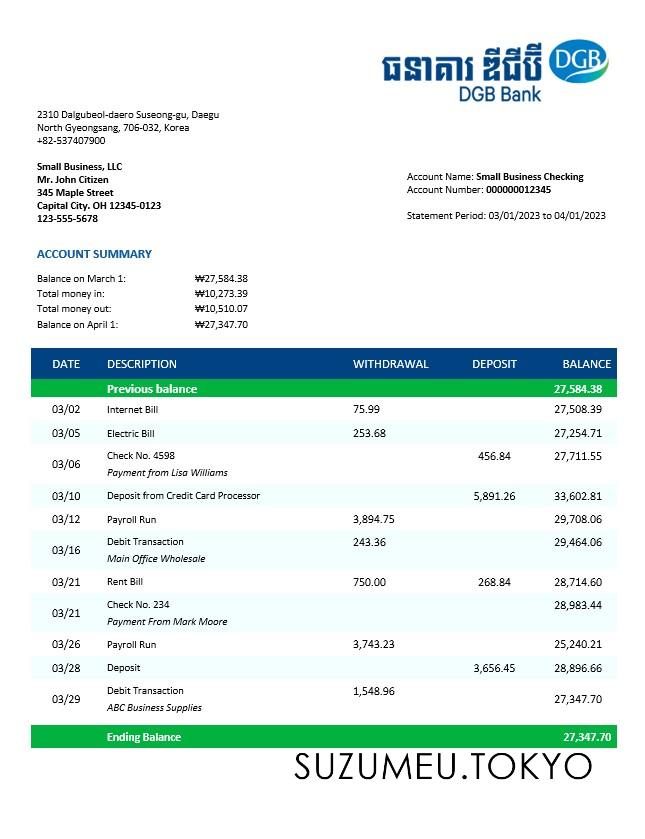 ធនាគារ ឌីជីប៊ី DGB
DGB Bank
2310 Dalgubeol-daero Suseong-gu, Daegu
North Gyeongsang, 706-032, Korea
+82-537407900
Small Business, LLC
Mr. John Citizen
345 Maple Street
Capital City. OH 12345-0123
123-555-5678
Account Name: Small Business Checking
Account Number: 000000012345
Statement Period: 03/01/2023 to 04/01/2023
ACCOUNT SUMMARY
Balance on March 1: ₩27,584.38
Total money in: ₩10,273.39
Total money out: ₩10,510.07
Balance on April 1: ₩27,347.70
DATE DESCRIPTION WITHDRAWAL DEPOSIT BALANCE
Previous balance 27,584.38
03/02 Internet Bill 75.99 27,508.39
03/05 Electric Bill 253.68 27,254.71
03/06 Check No. 4598 456.84 27,711.55
Payment from Lisa Williams
03/10 Deposit from Credit Card Processor 5,891.26 33,602.81
03/12 Payroll Run 3,894.75 29,708.06
03/16 Debit Transaction 243.36 29,464.06
Main Office Wholesale
03/21 Rent Bill 750.00 268.84 28,714.60
03/21 Check No. 234 28,983.44
Payment From Mark Moore
03/26 Payroll Run 3,743.23 25,240.21
03/28 Deposit 3,656.45 28,896.66
03/29 Debit Transaction 1,548.96 27,347.70
ABC Business Supplies
Ending Balance 27,347.70
SUZUMEU.TOKYO